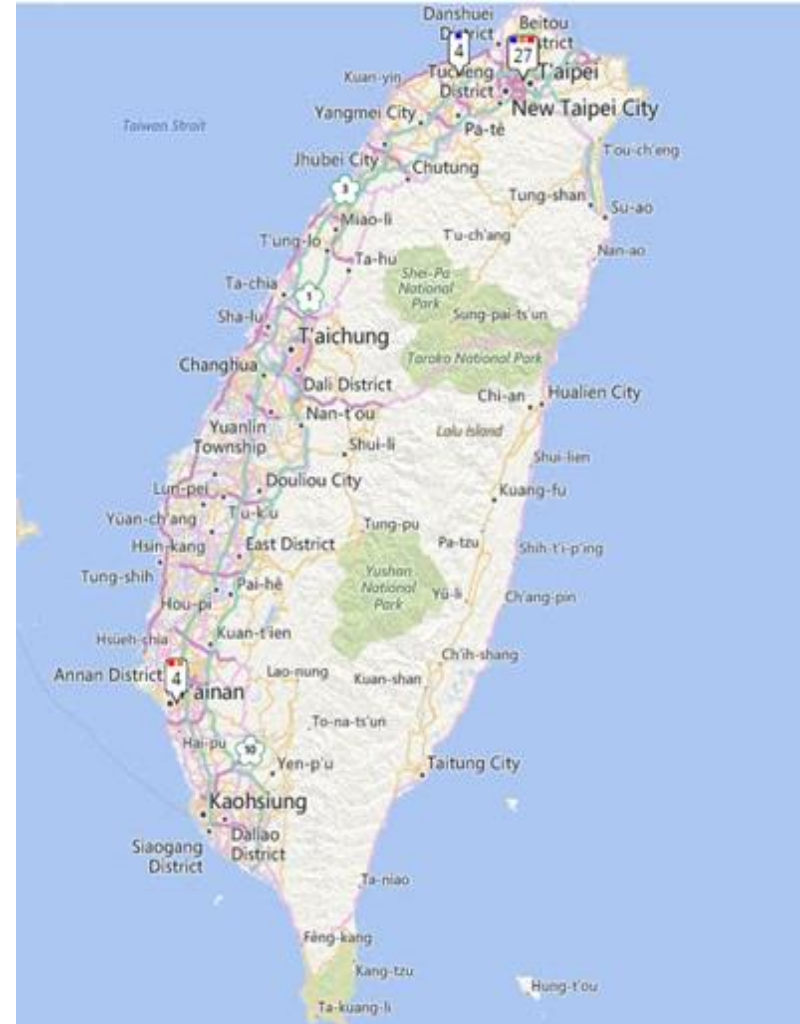 Danshuei
District
Beitou
District
4
27
Kuan-yin
T'aipei
District
New Taipei City
Yangmei City
Pa-tê
Taiwan Strait
T'ou-ch'eng
Jhubei City
Chutung
3
Tung-shan
Su-ao
Miao-li
T'u-ch'ang
T'ung-lo
Nan-ao
Ta-hu
Shei-Pa
National
Park
Ta-chia
1
Sha-lu
Sung-pai-ts'un
T'aichung
Taroko National Park
Changhua
Dali District
Chi-an
Hualien City
Nan-t'ou
Yuanlin
Township
Lalu Island
Shui-li
Shui-lien
Lun-pei
Douliou City
Kuang-fu
Yüan-ch'ang
T'u-k'u
Tung-pu
Hsin-kang
East District
Pa-tzu
Shih-t'i-p'ing
Tung-shih
Yushan
National
Park
Pai-hê
Yü-li
Ch'ang-pin
Hou-pi
Hsüeh-chia
Kuan-t'ien
Ch'ih-shang
Annan District
4
Lao-nung
Kuan-shan
ainan
To-na-ts'un
Hai-pu
10
Yen-p'u
Taitung City
Kaohsiung
Siaogang
District
Daliao
District
Ta-niao
Fêng-kang
Kang-tzu
Hung-t'ou
Ta-kuang-li